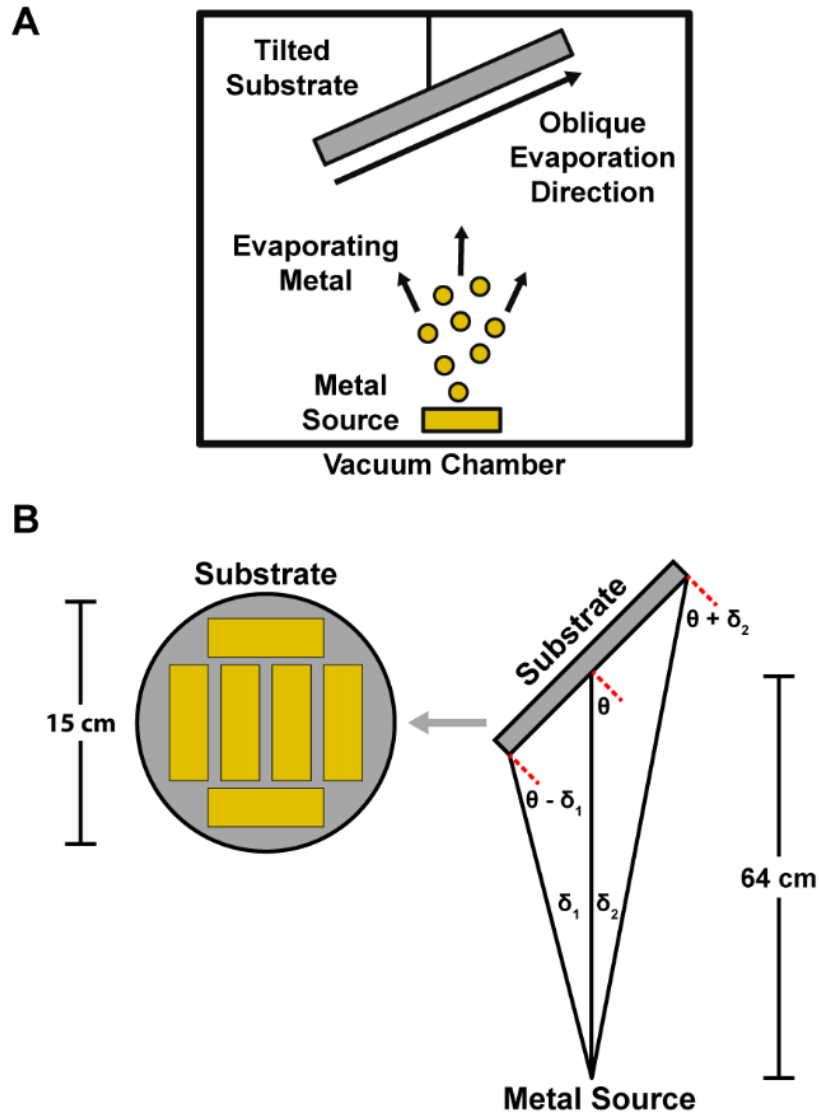 A
Tilted
Substrate
Oblique
Evaporation
Direction
Evaporating
Metal
Metal
Source
Vacuum Chamber
B
Substrate
15 cm
Substrate
θ + δ₂
θ
θ - δ₁
δ₁
δ₂
64 cm
Metal Source